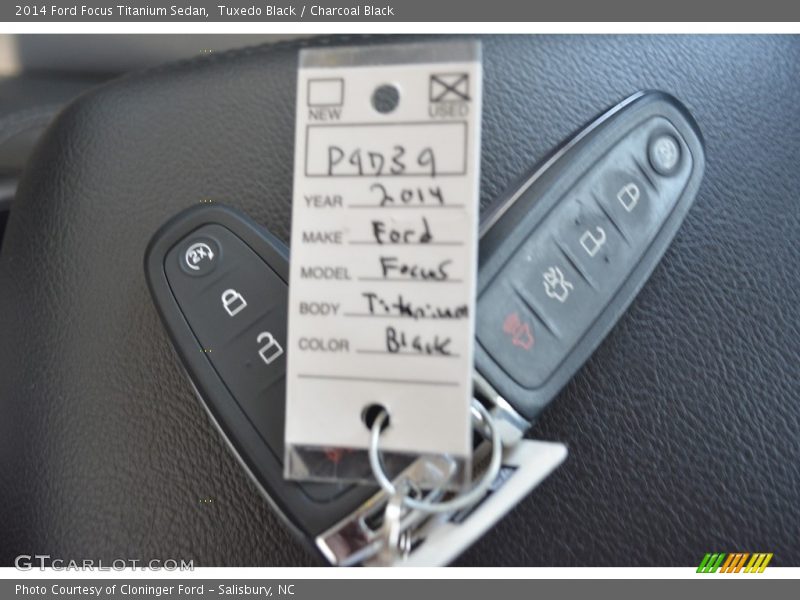 2014 Ford Focus Titanium Sedan, Tuxedo Black / Charcoal Black
NEW USED
P9D39
YEAR 2014
MAKE Ford
MODEL Focus
BODY Titanium
COLOR Black
2X
GTCARLOT.COM
Photo Courtesy of Cloninger Ford – Salisbury, NC